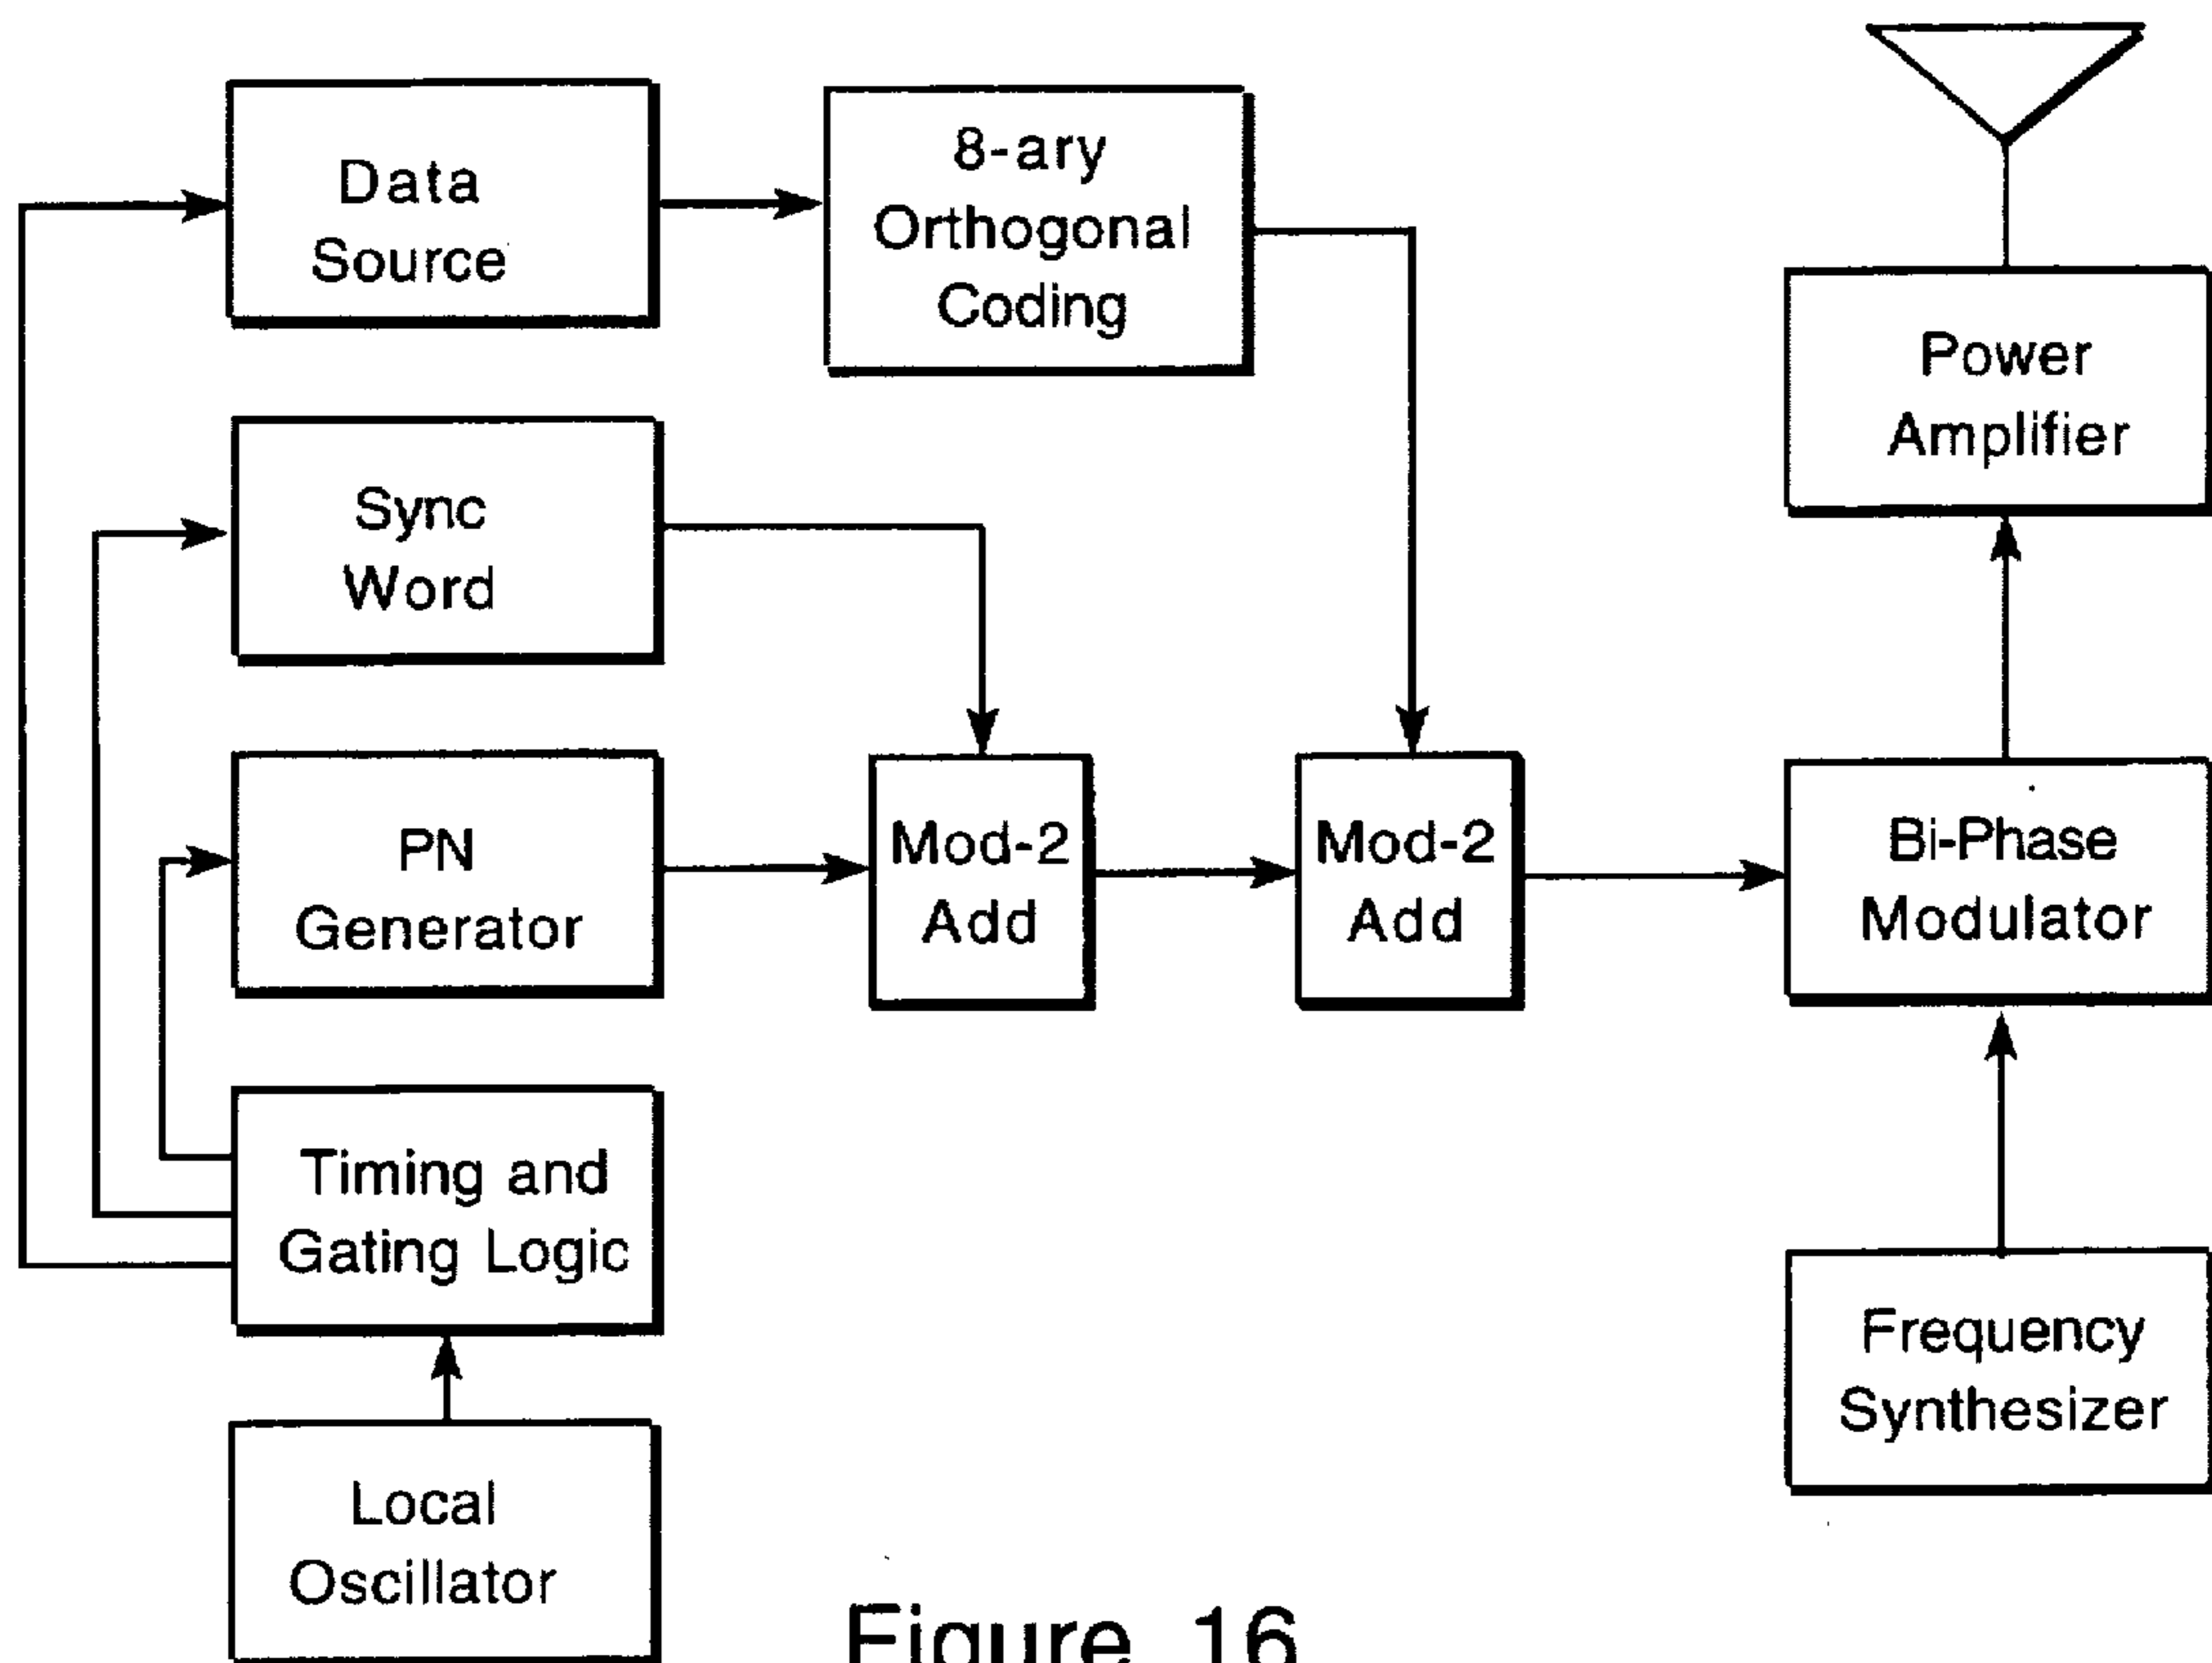 Data
Source
8-ary
Orthogonal
Coding
Power
Amplifier
Sync
Word
PN
Generator
Mod-2
Add
Mod-2
Add
Bi-Phase
Modulator
Timing and
Gating Logic
Frequency
Synthesizer
Local
Oscillator
Figure 16